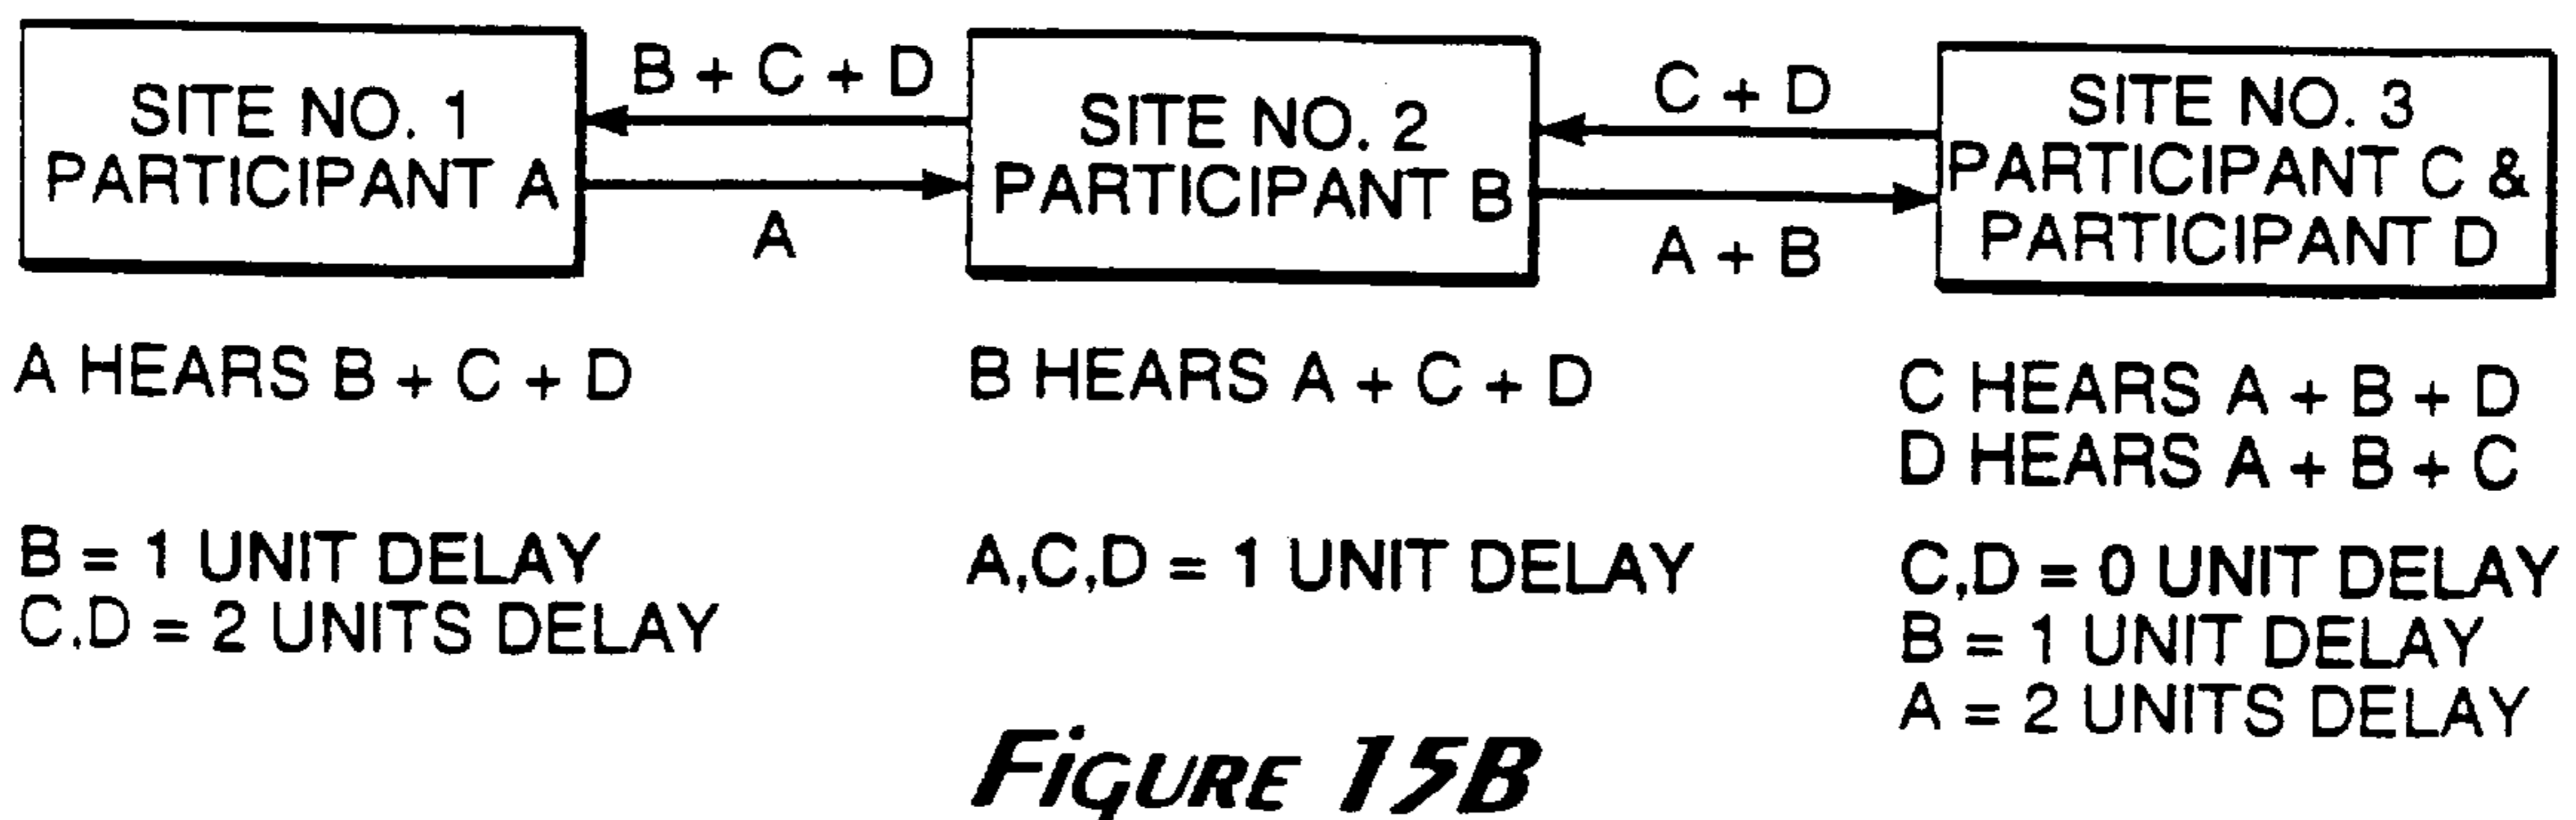 SITE NO. 1
PARTICIPANT A
B + C + D
A
SITE NO. 2
PARTICIPANT B
C + D
A + B
SITE NO. 3
PARTICIPANT C &
PARTICIPANT D
A HEARS B + C + D
B = 1 UNIT DELAY
C,D = 2 UNITS DELAY
B HEARS A + C + D
A,C,D = 1 UNIT DELAY
C HEARS A + B + D
D HEARS A + B + C
C,D = 0 UNIT DELAY
B = 1 UNIT DELAY
A = 2 UNITS DELAY
FIGURE 15B